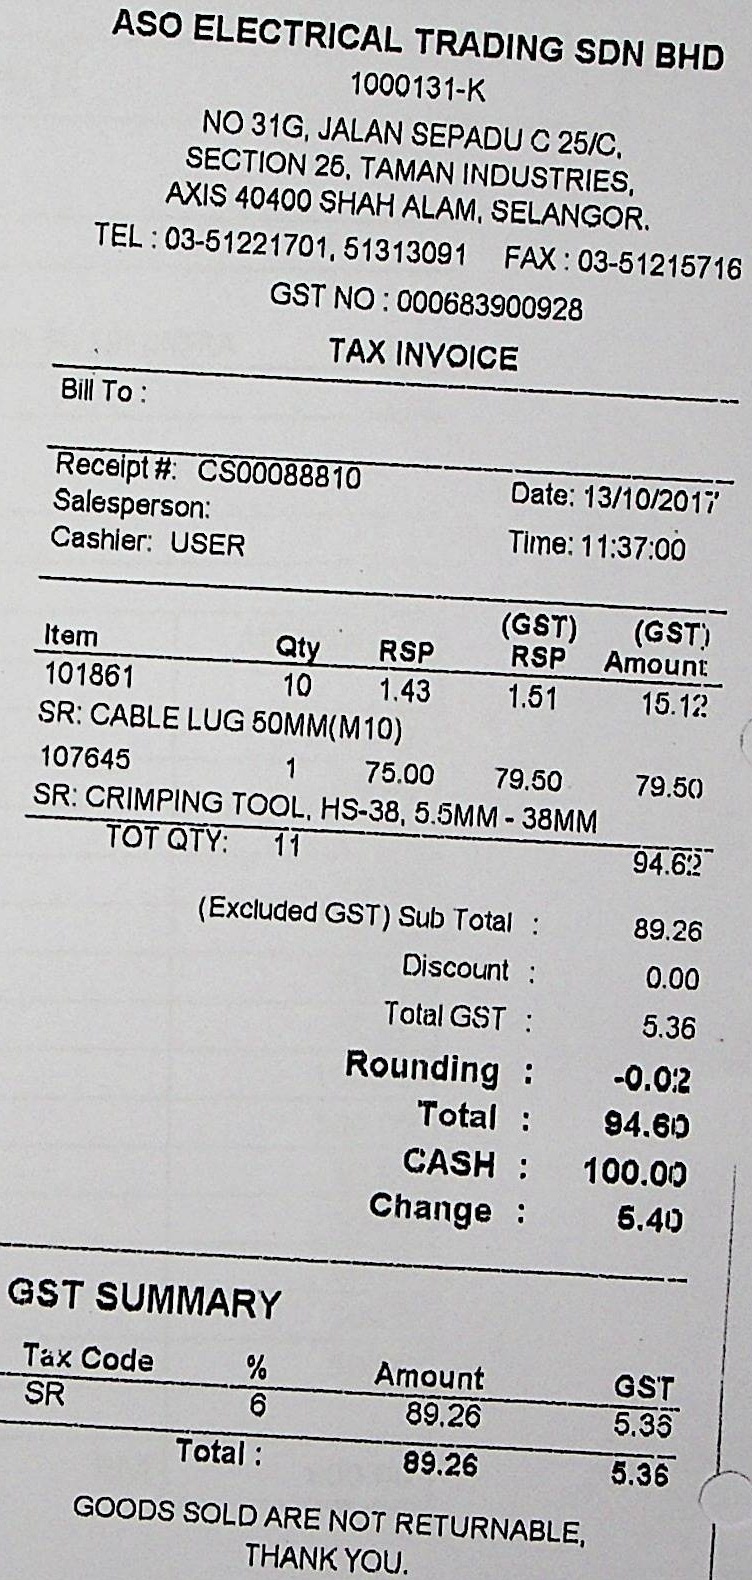 ASO ELECTRICAL TRADING SDN BHD
1000131-K
NO 31G, JALAN SEPADU C 25/C,
SECTION 25, TAMAN INDUSTRIES,
AXIS 40400 SHAH ALAM, SELANGOR.
TEL : 03-51221701, 51313091 FAX : 03-51215716
GST NO : 000683900928
TAX INVOICE
Bill To :
Receipt #: CS00088810 Date: 13/10/2017
Salesperson:
Cashier: USER Time: 11:37:00
(GST) (GST)
Item Qty RSP RSP Amount
101861 10 1.43 1.51 15.12
SR: CABLE LUG 50MM(M10)
107645 1 75.00 79.50 79.50
SR: CRIMPING TOOL, HS-38, 5.5MM - 38MM
TOT QTY: 11 94.62
(Excluded GST) Sub Total : 89.26
Discount : 0.00
Total GST : 5.36
Rounding : -0.02
Total : 94.60
CASH : 100.00
Change : 5.40
GST SUMMARY
Tax Code % Amount GST
SR 6 89.26 5.36
Total : 89.26 5.36
GOODS SOLD ARE NOT RETURNABLE,
THANK YOU.